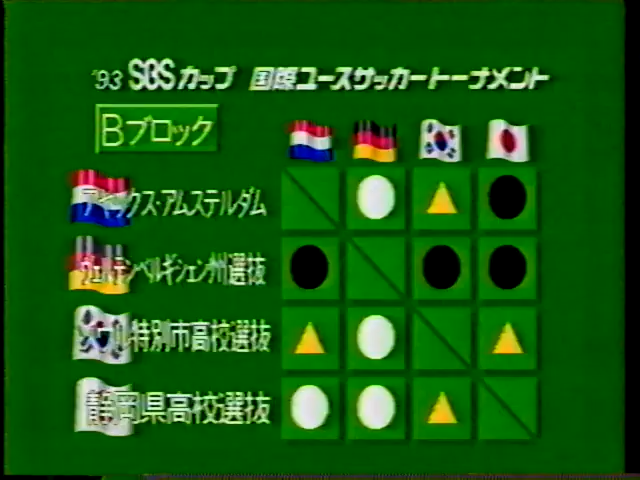 '93 SBSカップ 国際ユースサッカートーナメント
Bブロック
アヤックス・アムステルダム
ヴュルテンベルギシェン州選抜
ソウル特別市高校選抜
静岡県高校選抜